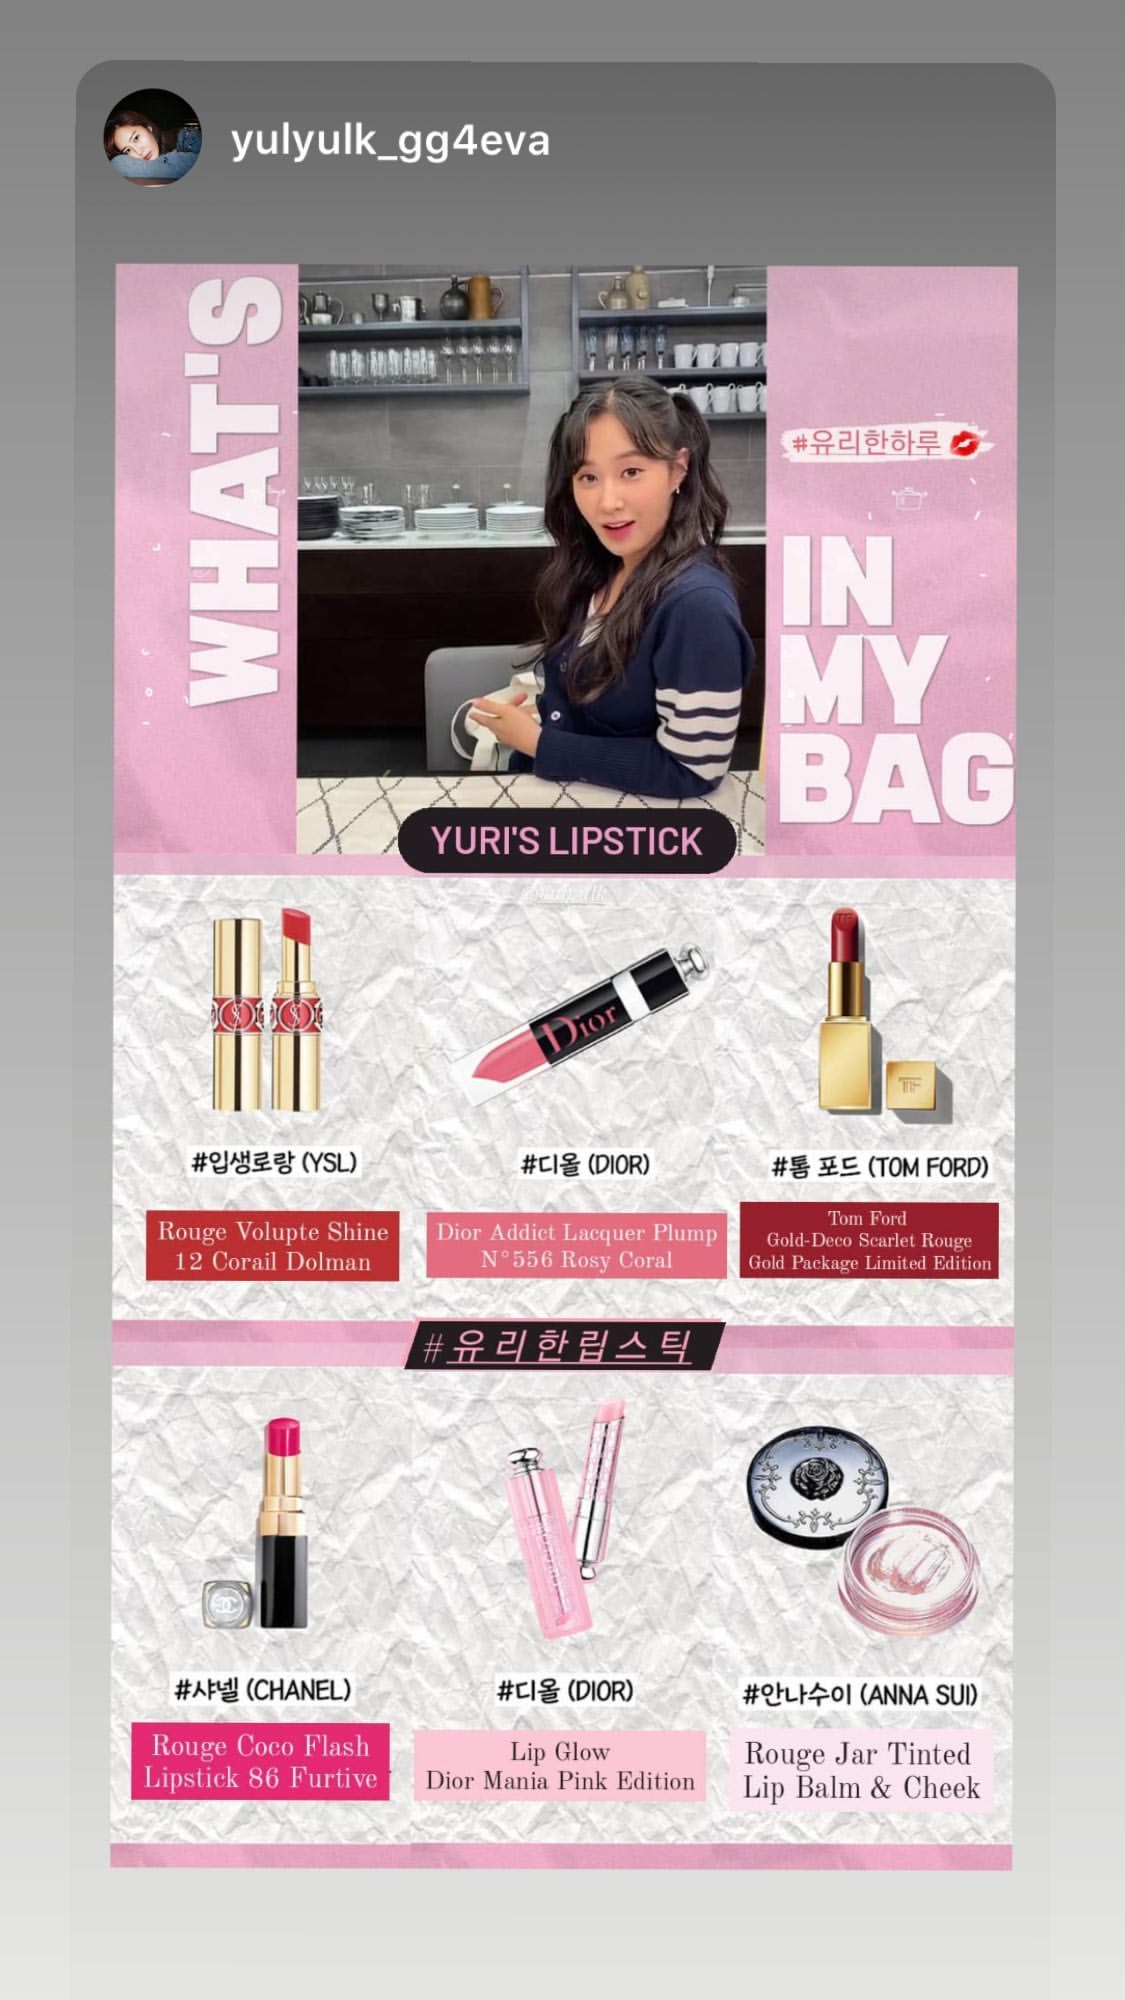 yulyulk_gg4eva
WHAT'S
#유리한하루
IN
MY
BAG
YURI'S LIPSTICK
#입생로랑 (YSL)
Rouge Volupte Shine
12 Corail Dolman
Dior
#디올 (DIOR)
Dior Addict Lacquer Plump
N°556 Rosy Coral
TF
#톰 포드 (TOM FORD)
Tom Ford
Gold-Deco Scarlet Rouge
Gold Package Limited Edition
#유리한립스틱
#샤넬 (CHANEL)
Rouge Coco Flash
Lipstick 86 Furtive
#디올 (DIOR)
Lip Glow
Dior Mania Pink Edition
#안나수이 (ANNA SUI)
Rouge Jar Tinted
Lip Balm & Cheek